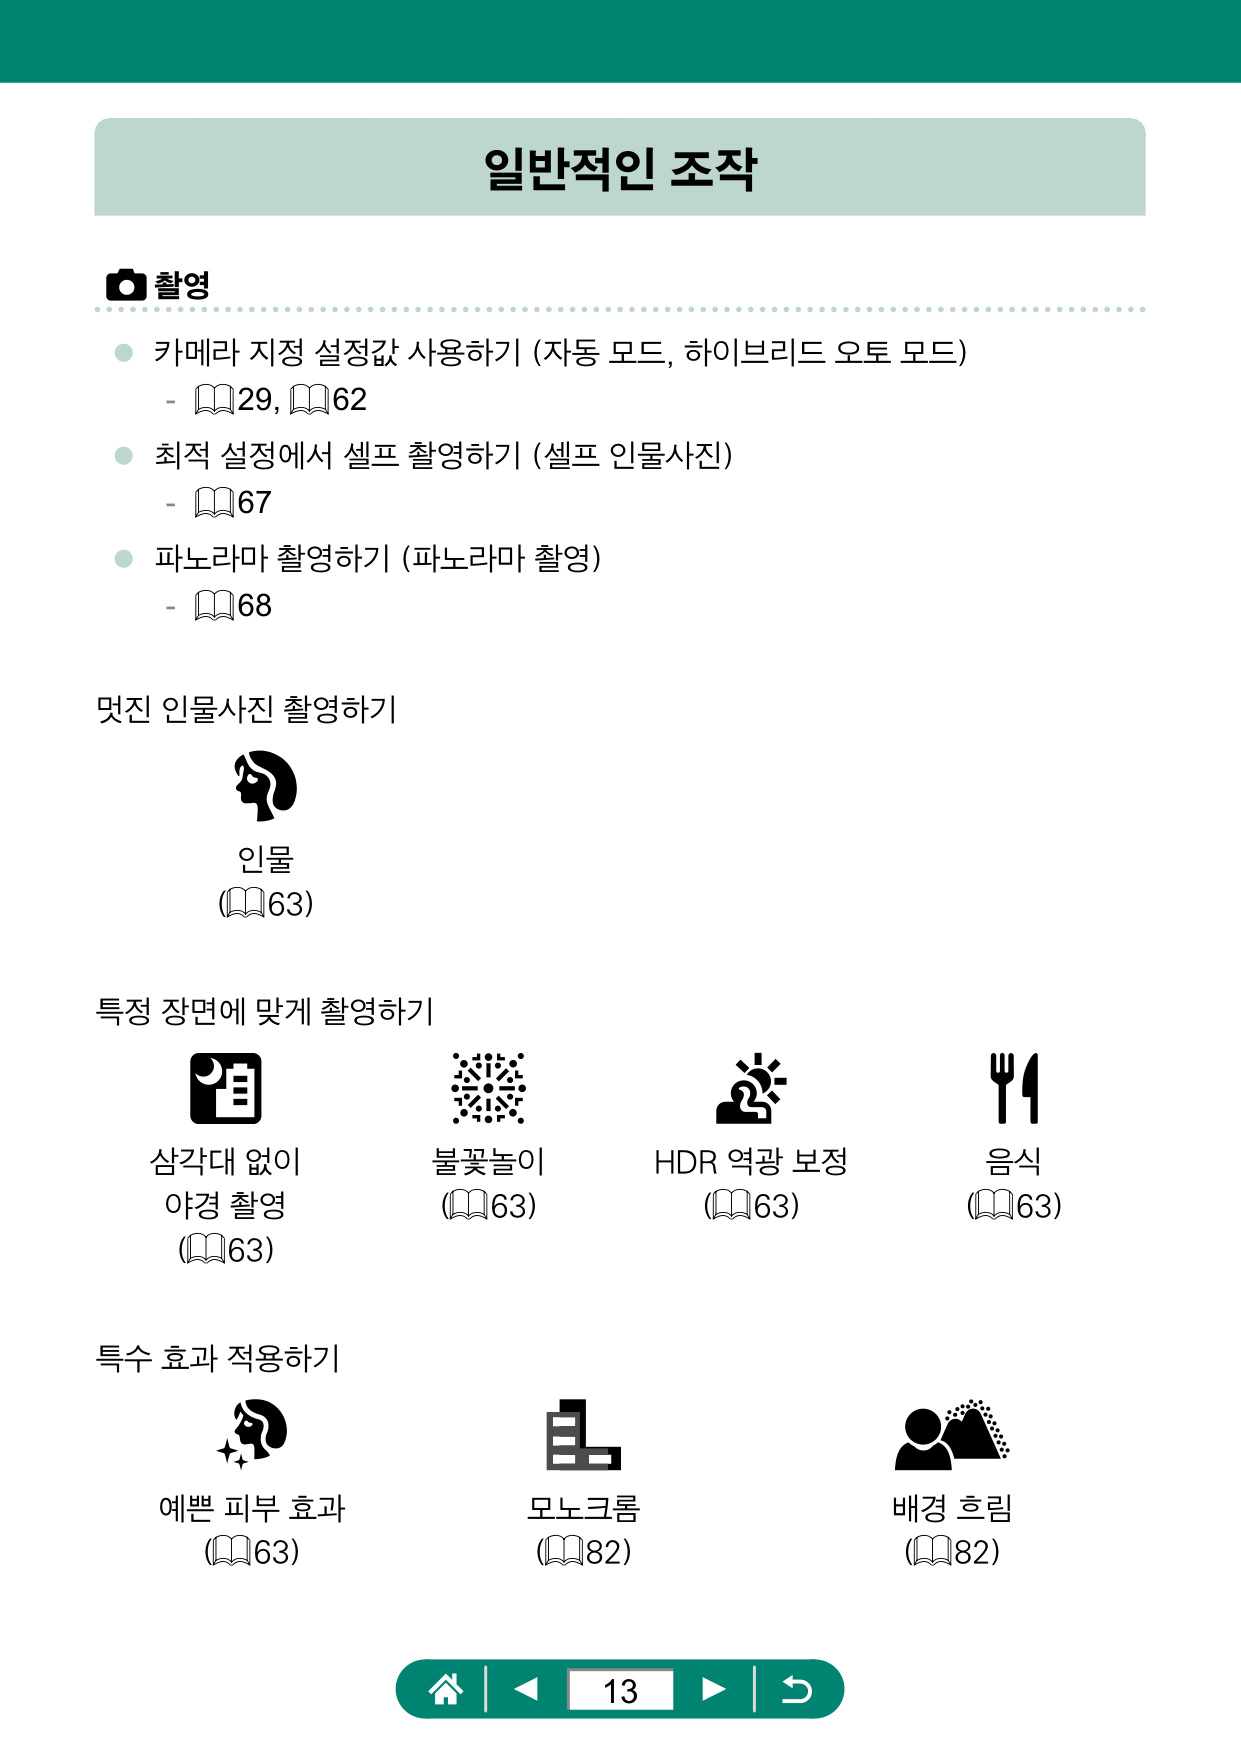 일반적인 조작
촬영
카메라 지정 설정값 사용하기 (자동 모드, 하이브리드 오토 모드)
- 29, 62
최적 설정에서 셀프 촬영하기 (셀프 인물사진)
- 67
파노라마 촬영하기 (파노라마 촬영)
- 68
멋진 인물사진 촬영하기
인물
(63)
특정 장면에 맞게 촬영하기
삼각대 없이
야경 촬영
(63)
불꽃놀이
(63)
HDR 역광 보정
(63)
음식
(63)
특수 효과 적용하기
예쁜 피부 효과
(63)
모노크롬
(82)
배경 흐림
(82)
13